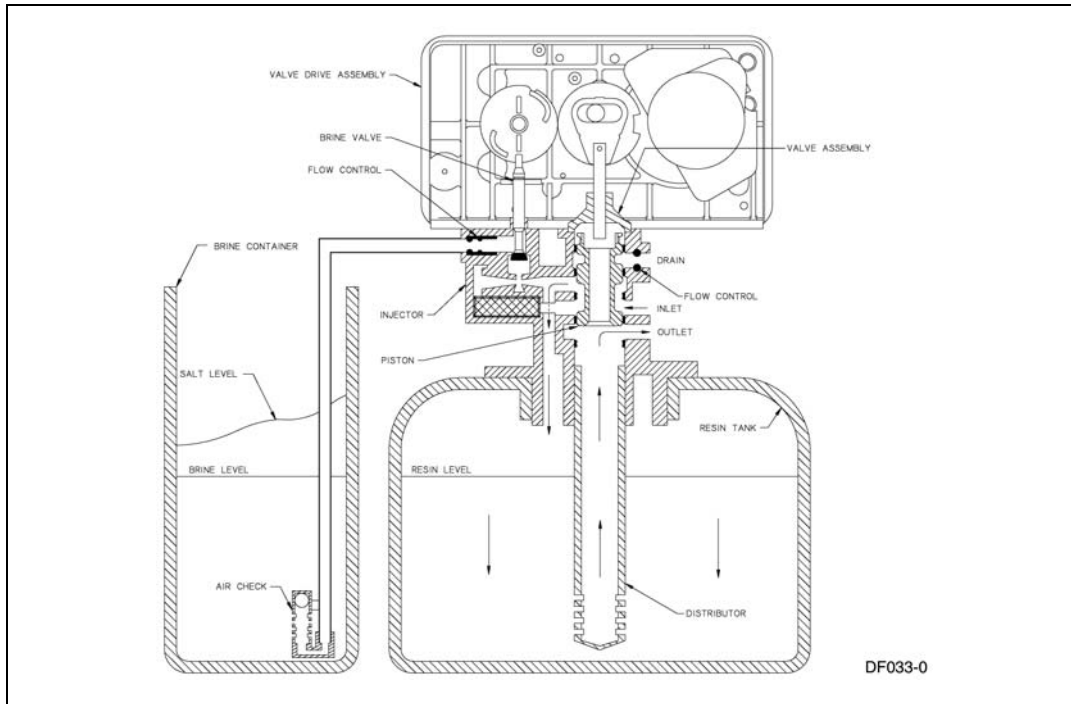 VALVE DRIVE ASSEMBLY
BRINE VALVE
VALVE ASSEMBLY
FLOW CONTROL
BRINE CONTAINER
DRAIN
FLOW CONTROL
INJECTOR
INLET
OUTLET
PISTON
SALT LEVEL
RESIN TANK
BRINE LEVEL
RESIN LEVEL
AIR CHECK
DISTRIBUTOR
DF033-0